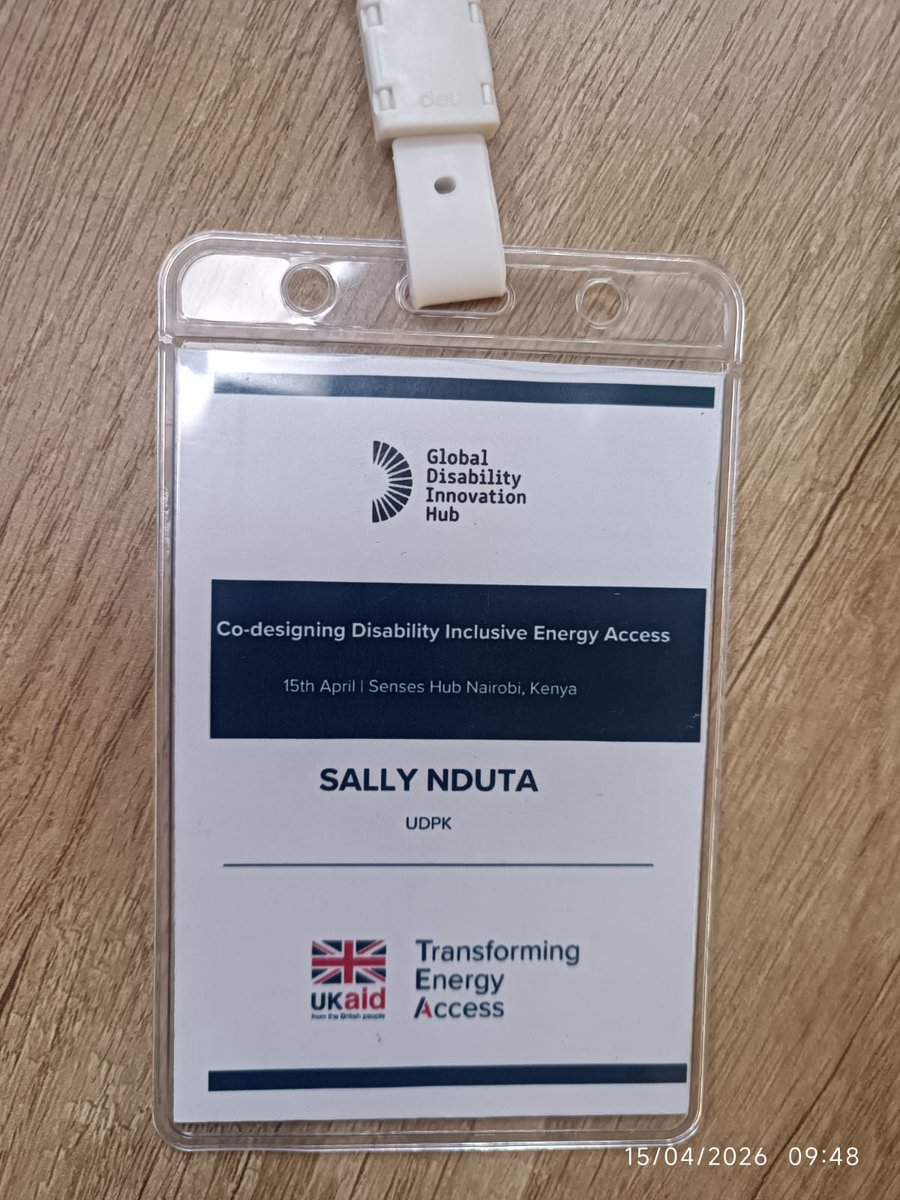 deli
Global
Disability
Innovation
Hub
Co-designing Disability Inclusive Energy Access
15th April | Senses Hub Nairobi, Kenya
SALLY NDUTA
UDPK
UKaid
from the British people
Transforming
Energy
Access
15/04/2026 09:48